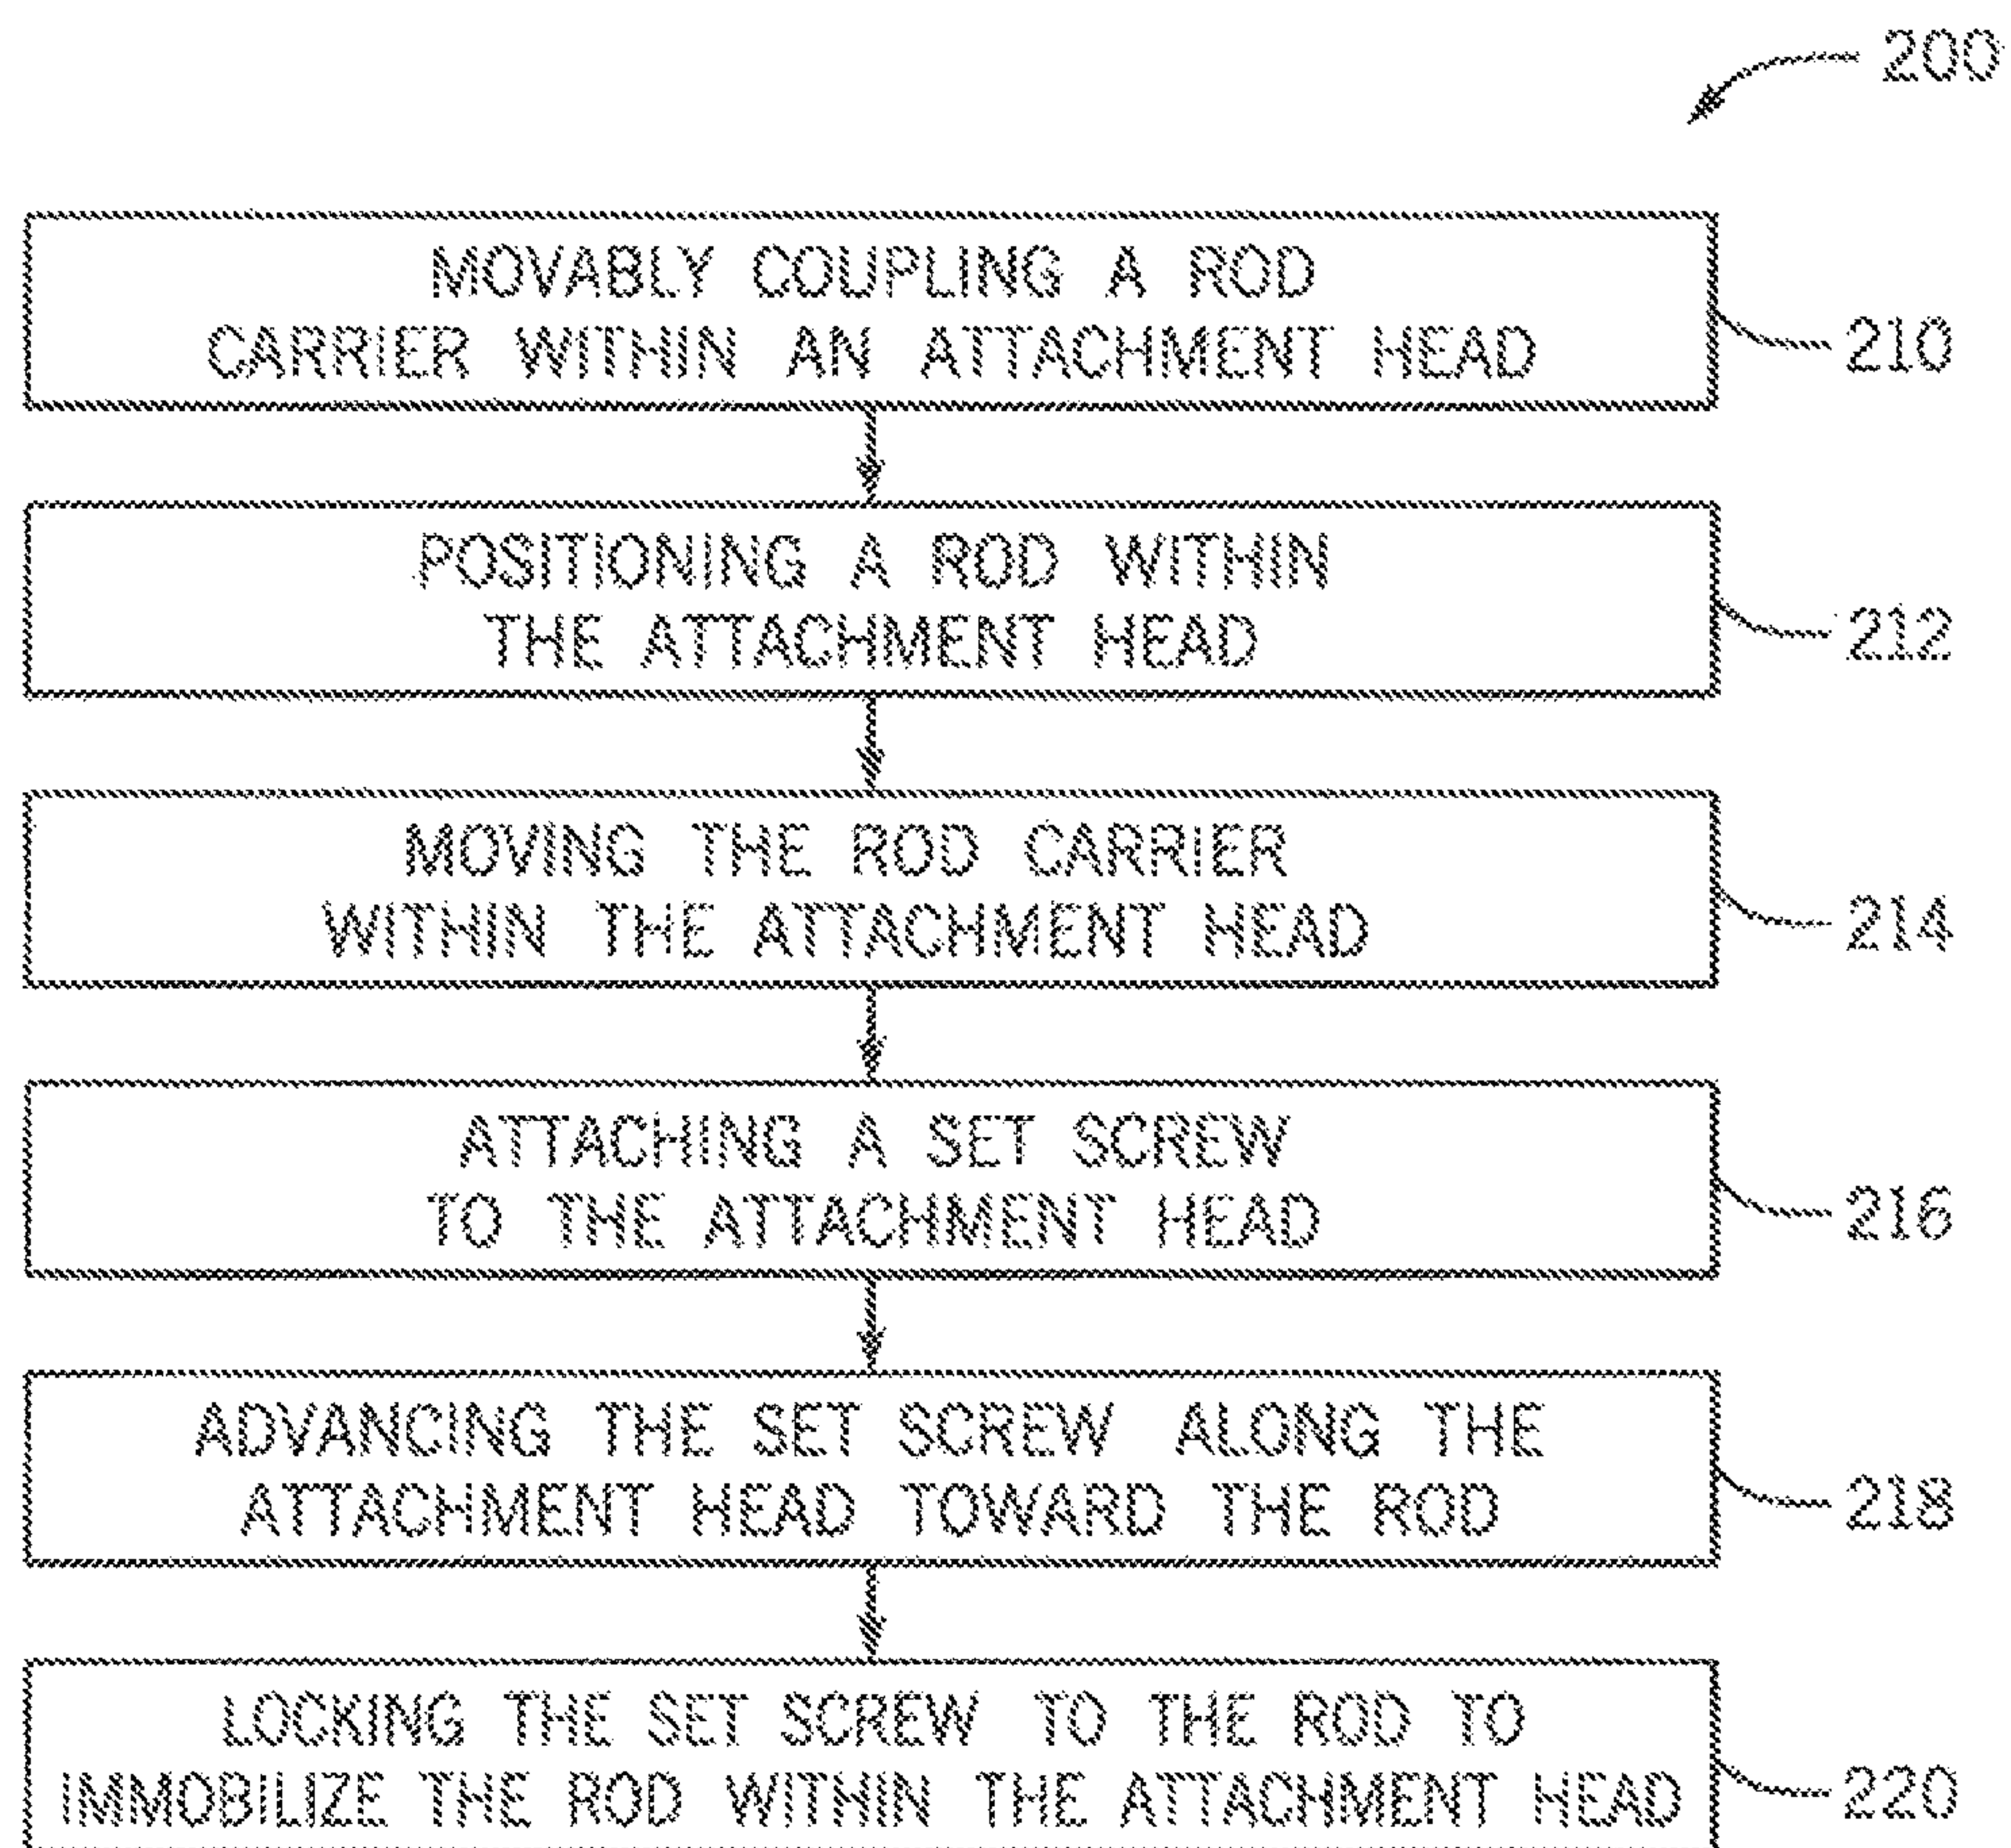 200
MOVABLY COUPLING A ROD
CARRIER WITHIN AN ATTACHMENT HEAD
210
POSITIONING A ROD WITHIN
THE ATTACHMENT HEAD
212
MOVING THE ROD CARRIER
WITHIN THE ATTACHMENT HEAD
214
ATTACHING A SET SCREW
TO THE ATTACHMENT HEAD
216
ADVANCING THE SET SCREW ALONG THE
ATTACHMENT HEAD TOWARD THE ROD
218
LOCKING THE SET SCREW TO THE ROD TO
IMMOBILIZE THE ROD WITHIN THE ATTACHMENT HEAD
220